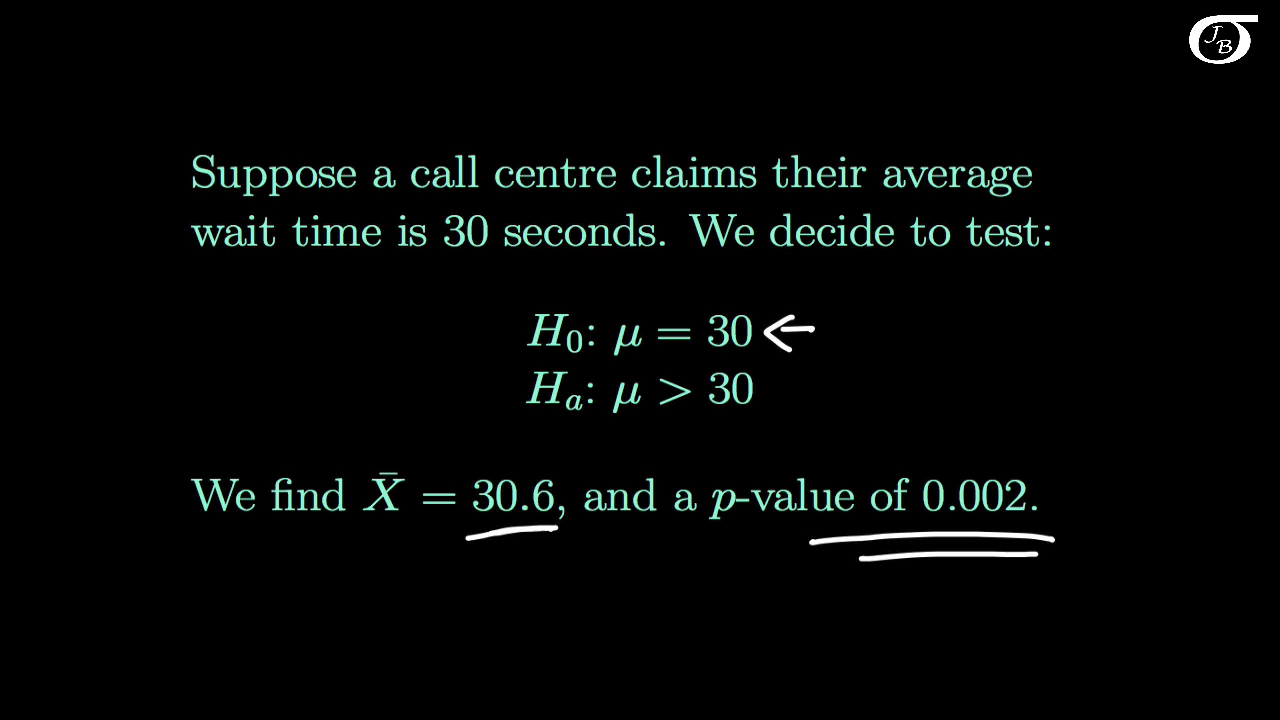 JB
Suppose a call centre claims their average
wait time is 30 seconds. We decide to test:
H₀: μ = 30
Hₐ: μ > 30
We find X̄ = 30.6, and a p-value of 0.002.